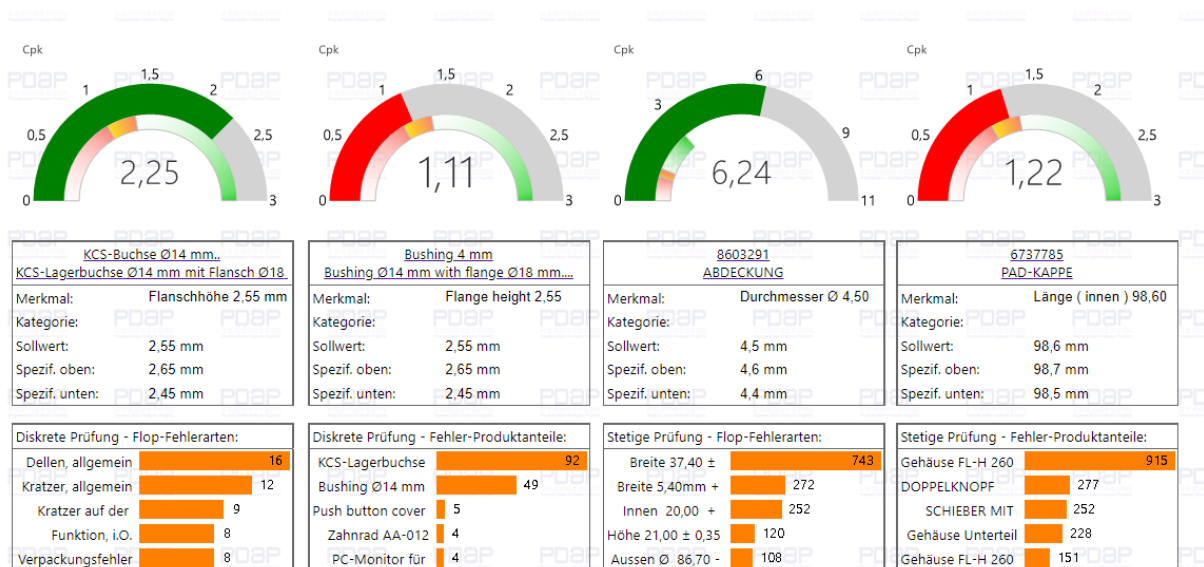 Cpk
0
0,5
1
1,5
2
2,5
3
2,25
Cpk
0
0,5
1
1,5
2
2,5
3
1,11
Cpk
0
3
6
9
11
6,24
Cpk
0
0,5
1
1,5
2
2,5
3
1,22
KCS-Buchse Ø14 mm..
KCS-Lagerbuchse Ø14 mm mit Flansch Ø18
Merkmal: Flanschhöhe 2,55 mm
Kategorie:
Sollwert: 2,55 mm
Spezif. oben: 2,65 mm
Spezif. unten: 2,45 mm
Bushing 4 mm
Bushing Ø14 mm with flange Ø18 mm....
Merkmal: Flange height 2,55
Kategorie:
Sollwert: 2,55 mm
Spezif. oben: 2,65 mm
Spezif. unten: 2,45 mm
8603291
ABDECKUNG
Merkmal: Durchmesser Ø 4,50
Kategorie:
Sollwert: 4,5 mm
Spezif. oben: 4,6 mm
Spezif. unten: 4,4 mm
6737785
PAD-KAPPE
Merkmal: Länge ( innen ) 98,60
Kategorie:
Sollwert: 98,6 mm
Spezif. oben: 98,7 mm
Spezif. unten: 98,5 mm
Diskrete Prüfung - Flop-Fehlerarten:
Dellen, allgemein 16
Kratzer, allgemein 12
Kratzer auf der 9
Funktion, i.O. 8
Verpackungsfehler 8
Diskrete Prüfung - Fehler-Produktanteile:
KCS-Lagerbuchse 92
Bushing Ø14 mm 49
Push button cover 5
Zahnrad AA-012 4
PC-Monitor für 4
Stetige Prüfung - Flop-Fehlerarten:
Breite 37,40 ± 743
Breite 5,40mm + 272
Innen 20,00 + 252
Höhe 21,00 ± 0,35 120
Aussen Ø 86,70 - 108
Stetige Prüfung - Fehler-Produktanteile:
Gehäuse FL-H 260 915
DOPPELKNOPF 277
SCHIEBER MIT 252
Gehäuse Unterteil 228
Gehäuse FL-H 260 151